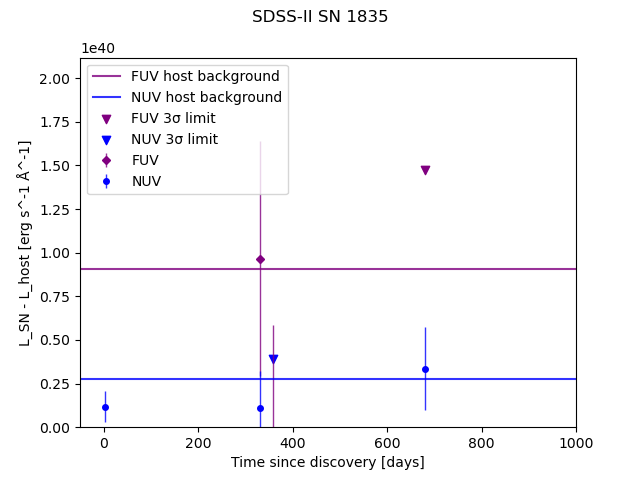 SDSS-II SN 1835
1e40
FUV host background
NUV host background
FUV 3σ limit
NUV 3σ limit
FUV
NUV
2.00
1.75
1.50
1.25
1.00
0.75
0.50
0.25
0.00
L_SN - L_host [erg s^-1 Å^-1]
0 200 400 600 800 1000
Time since discovery [days]